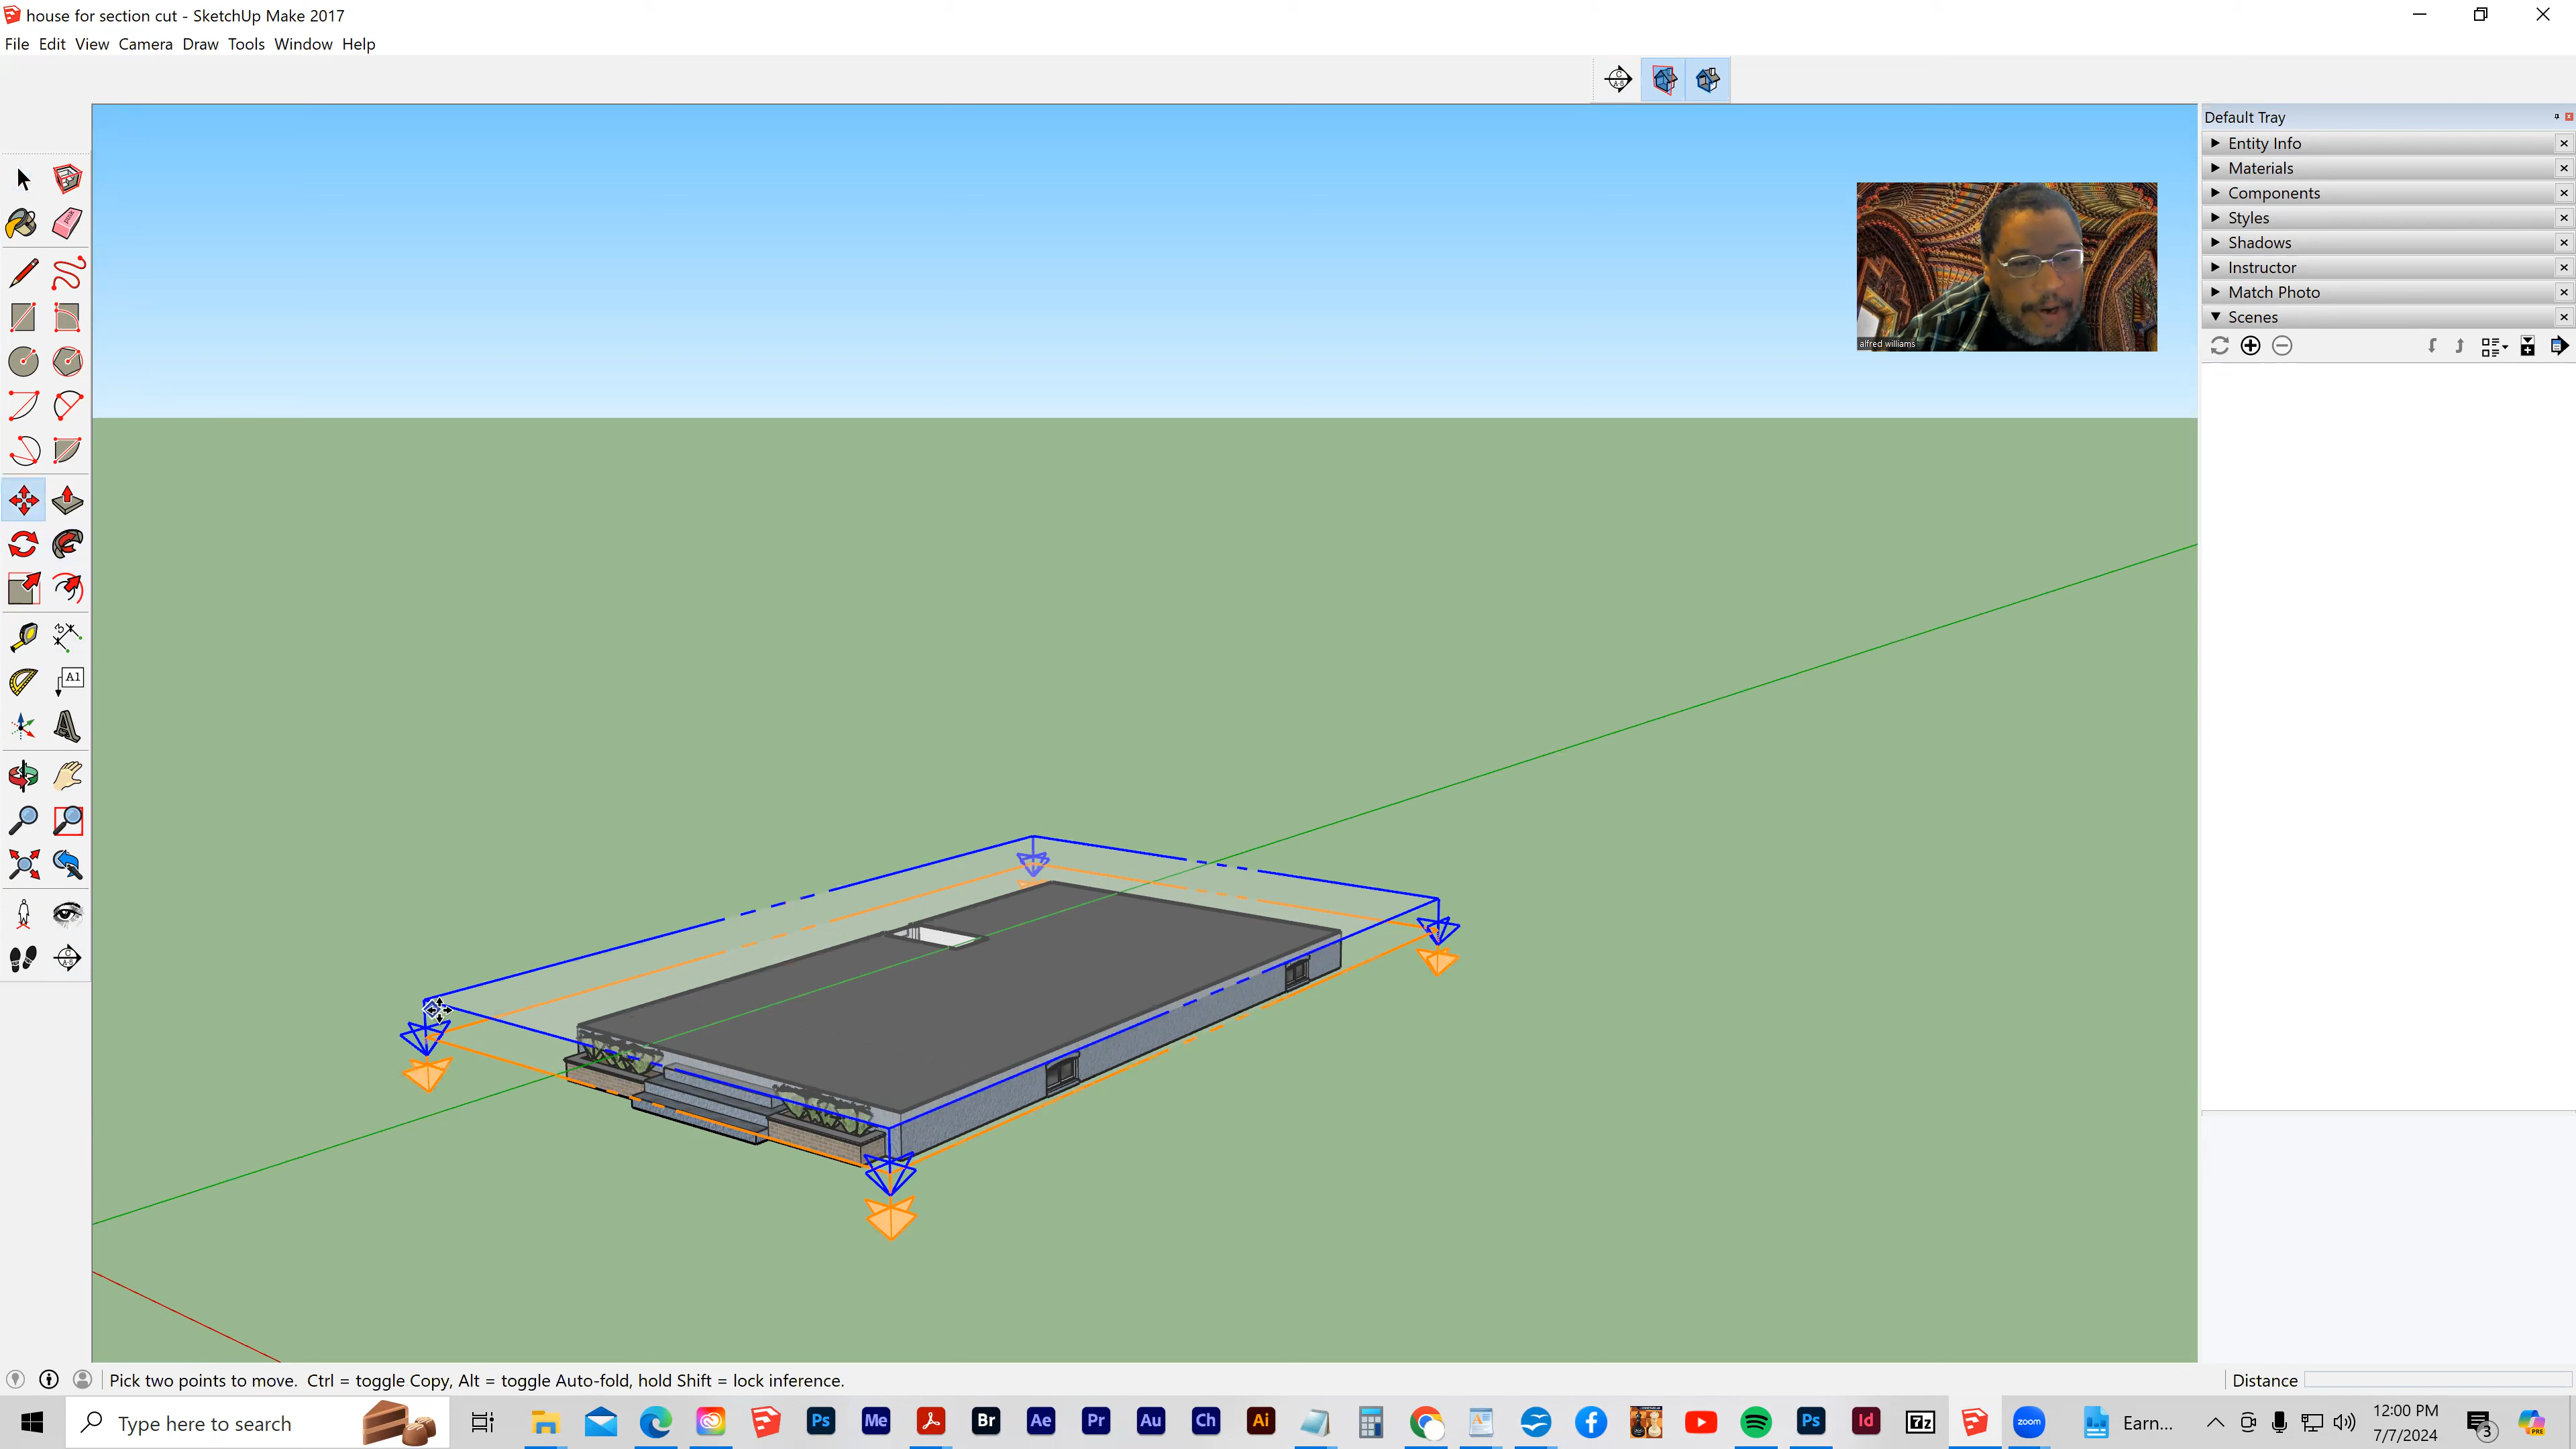 house for section cut - SketchUp Make 2017
File Edit View Camera Draw Tools Window Help
Default Tray
Entity Info
Materials
Components
Styles
Shadows
Instructor
Match Photo
Scenes
alfred williams
A1
Pick two points to move. Ctrl = toggle Copy, Alt = toggle Auto-fold, hold Shift = lock inference.
Distance
Type here to search
Ps
Me
Br
Ae
Pr
Au
Ch
Ai
Ps
Id
7z
zoom
Earn...
12:00 PM
7/7/2024
3
PRE